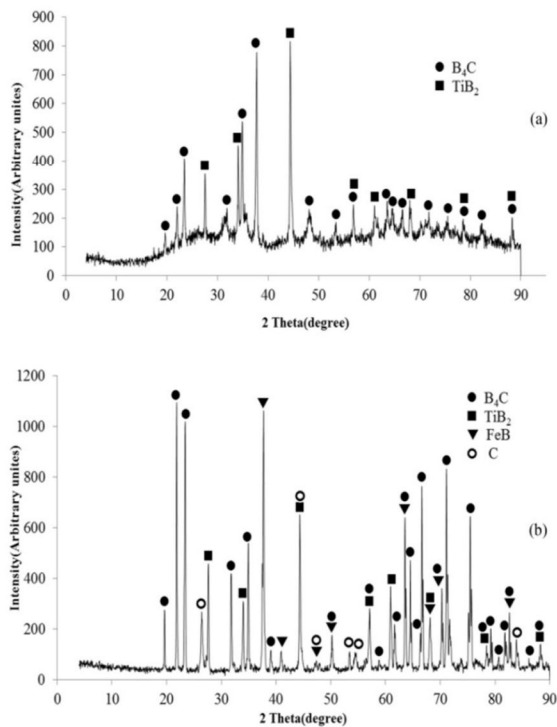 900
800
700
600
500
400
300
200
100
0
Intensity(Arbitrary unites)
B₄C
TiB₂
(a)
0 10 20 30 40 50 60 70 80 90
2 Theta(degree)
1200
1000
800
600
400
200
0
Intensity(Arbitrary unites)
B₄C
TiB₂
FeB
C
(b)
0 10 20 30 40 50 60 70 80 90 100
2 Theta(degree)